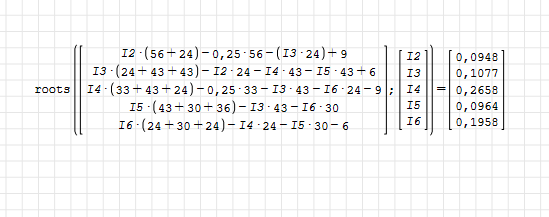 I2·(56+24)−0,25·56−(I3·24)+9
I3·(24+43+43)−I2·24−I4·43−I5·43+6
roots I4·(33+43+24)−0,25·33−I3·43−I6·24−9 ; = 
I5·(43+30+36)−I3·43−I6·30
I6·(24+30+24)−I4·24−I5·30−6
I2
I3
I4
I5
I6
0,0948
0,1077
0,2658
0,0964
0,1958